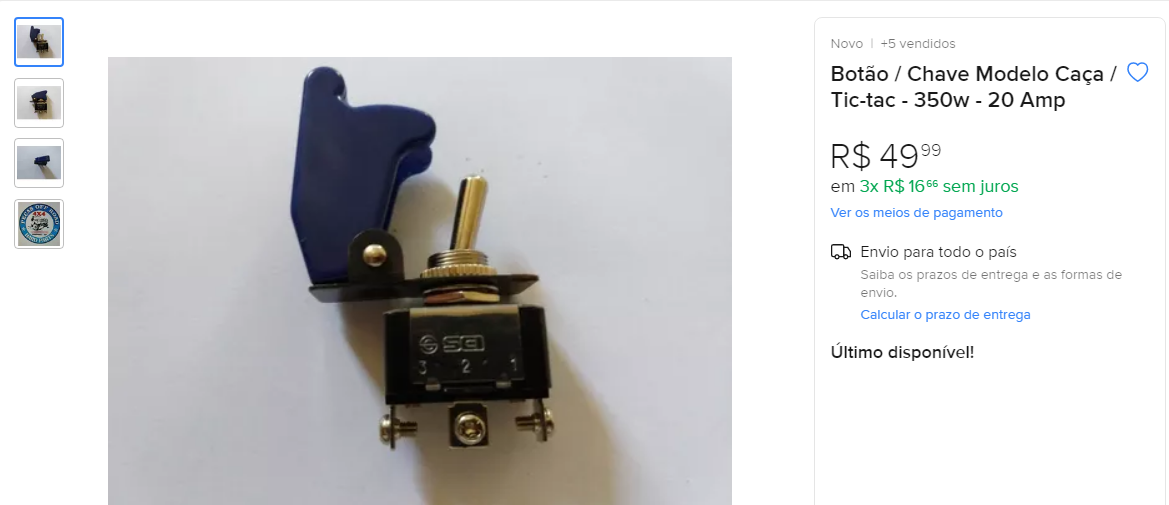 Novo | +5 vendidos
Botão / Chave Modelo Caça /
Tic-tac - 350w - 20 Amp
R$ 49 99
em 3x R$ 16 66 sem juros
Ver os meios de pagamento
Envio para todo o país
Saiba os prazos de entrega e as formas de
envio.
Calcular o prazo de entrega
Último disponível!
SCI
3 2 1
4X4